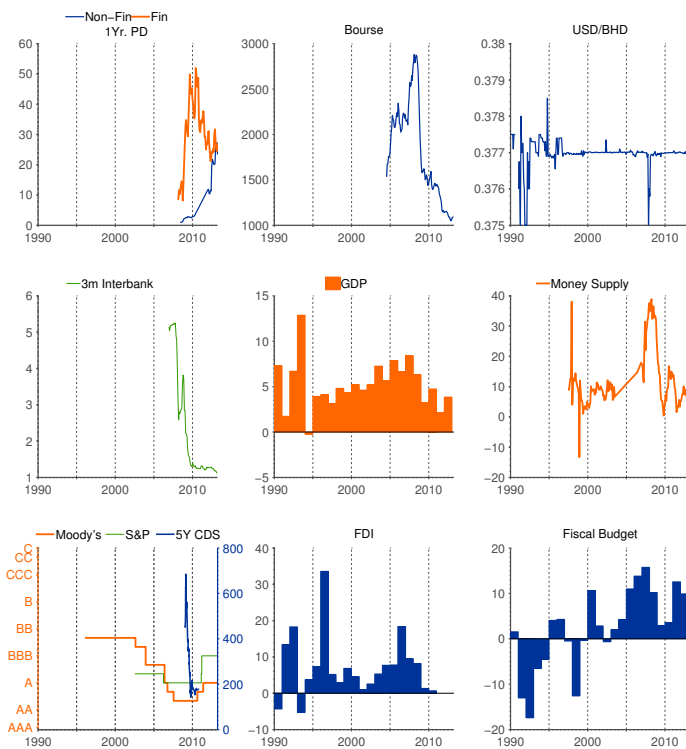 Non−Fin Fin
1Yr. PD
60
50
40
30
20
10
0
1990 2000 2010
Bourse
3000
2500
2000
1500
1000
1990 2000 2010
USD/BHD
0.38
0.379
0.378
0.377
0.376
0.375
1990 2000 2010
3m Interbank
6
5
4
3
2
1
1990 2000 2010
GDP
15
10
5
0
−5
1990 2000 2010
Money Supply
40
30
20
10
0
−10
−20
1990 2000 2010
Moody's S&P 5Y CDS
C
CC
CCC
B
BB
BBB
A
AA
AAA
800
600
400
200
0
1990 2000 2010
FDI
40
30
20
10
0
−10
1990 2000 2010
Fiscal Budget
20
10
0
−10
−20
1990 2000 2010